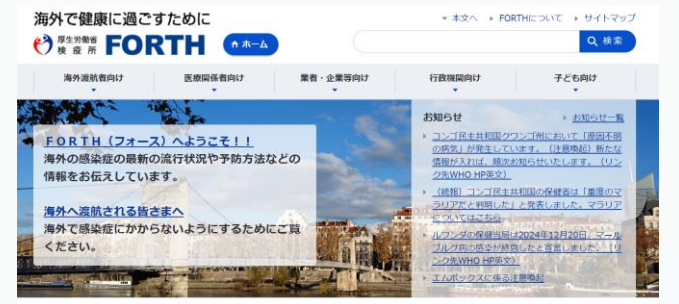 海外で健康に過ごすために
本文へ FORTHについて サイトマップ
厚生労働省
検疫所 FORTH ホーム
検索
海外渡航者向け 医療関係者向け 業者・企業等向け 行政機関向け 子ども向け
お知らせ お知らせ一覧
FORTH(フォース)へようこそ!!
海外の感染症の最新の流行状況や予防方法などの
情報をお伝えしています。
海外へ渡航される皆さまへ
海外で感染症にかからないようにするためにご覧
ください。
コンゴ民主共和国クワンゴ州において「原因不明
の病気」が発生しています。(注意喚起)新たな
情報が入れば、順次お知らせいたします。(リン
ク先WHO HP英文)
(続報)コンゴ民主共和国の保健省は「重度のマ
ラリアだと判明した」と発表しました。マラリア
についてはこちら
ルワンダの保健当局は2024年12月20日、マール
ブルグ病の感染が終息したと宣言しました。(リ
ンク先WHO HP英文)
エムポックスに係る注意喚起